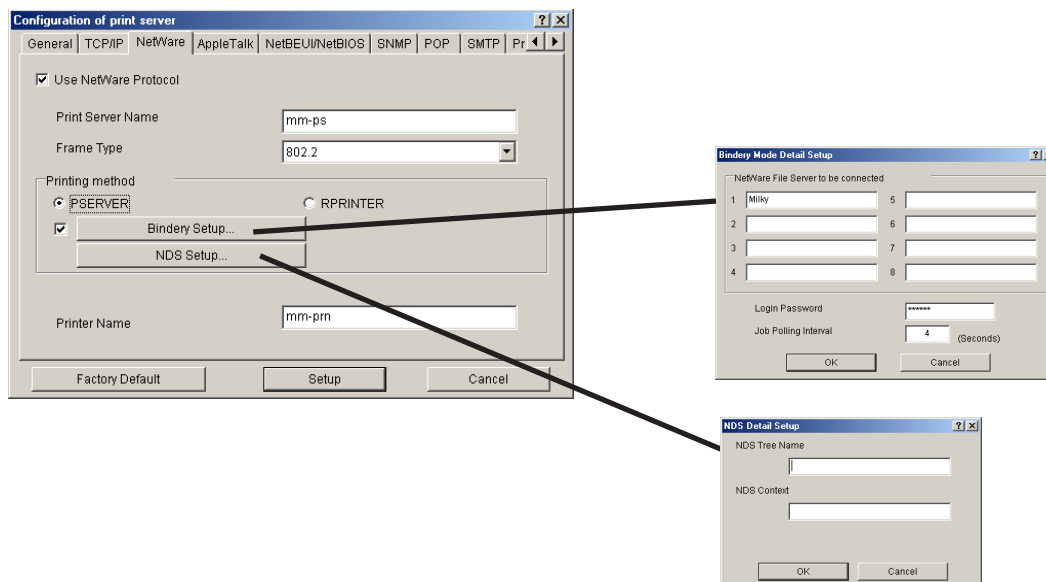 Configuration of print server
General TCP/IP NetWare AppleTalk NetBEUI/NetBIOS SNMP POP SMTP Pr
Use NetWare Protocol
Print Server Name mm-ps
Frame Type 802.2
Printing method
PSERVER RPRINTER
Bindery Setup...
NDS Setup...
Printer Name mm-prn
Factory Default Setup Cancel
Bindery Mode Detail Setup
NetWare File Server to be connected
1 Milky 5
2 6
3 7
4 8
Login Password ******
Job Polling Interval 4 (Seconds)
OK Cancel
NDS Detail Setup
NDS Tree Name
NDS Context
OK Cancel